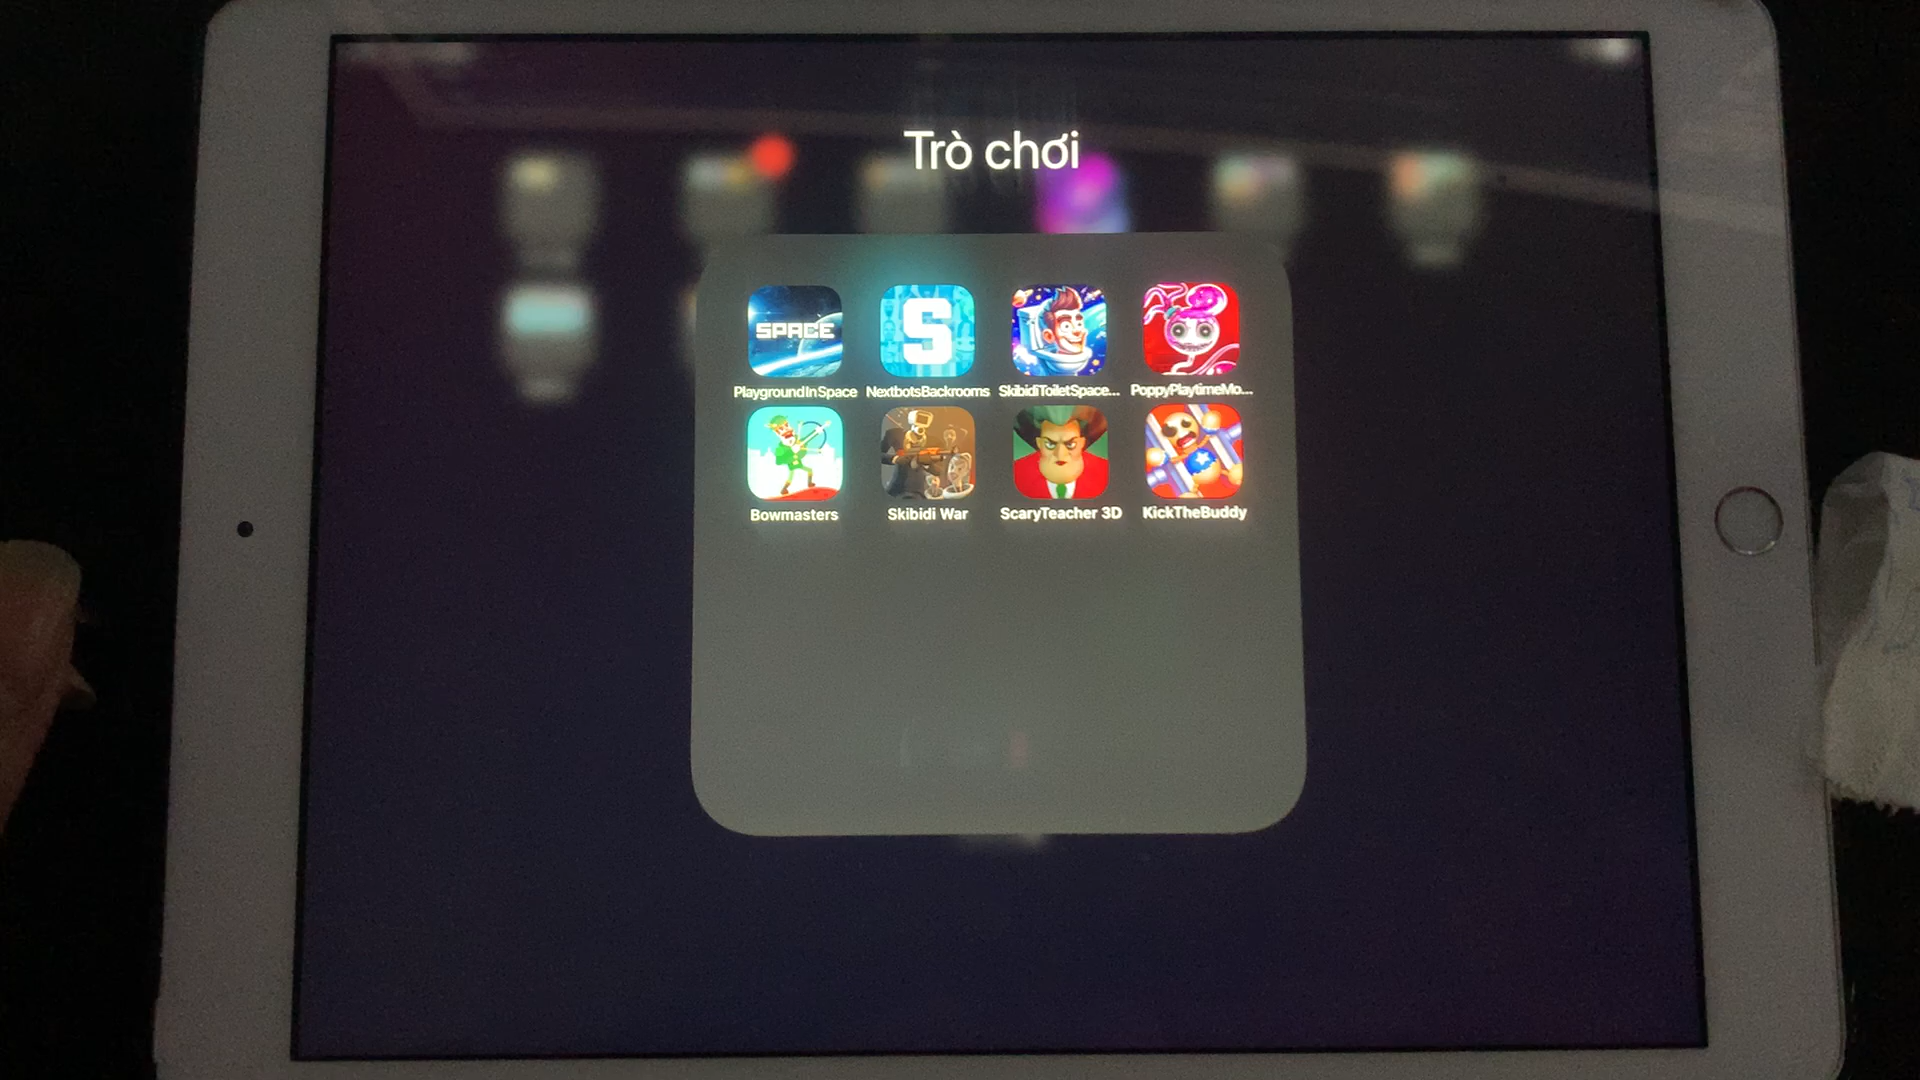 Trò chơi
SPACE
S
PlaygroundInSpace NextbotsBackrooms SkibidiToiletSpace... PoppyPlaytimeMo...
Bowmasters Skibidi War ScaryTeacher 3D KickTheBuddy